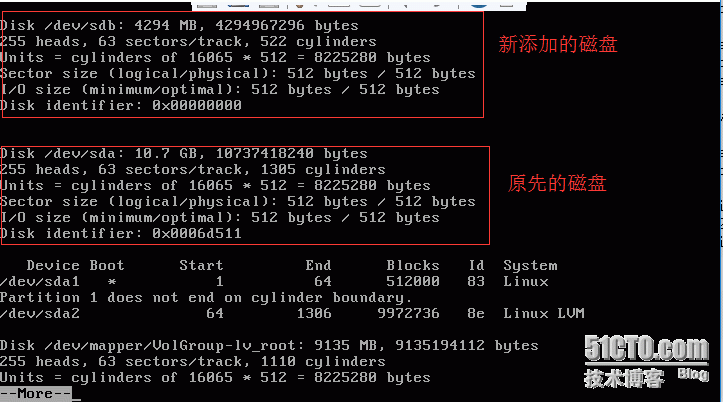 Disk /dev/sdb: 4294 MB, 4294967296 bytes
255 heads, 63 sectors/track, 522 cylinders
Units = cylinders of 16065 * 512 = 8225280 bytes
Sector size (logical/physical): 512 bytes / 512 bytes
I/O size (minimum/optimal): 512 bytes / 512 bytes
Disk identifier: 0x00000000
新添加的磁盘
Disk /dev/sda: 10.7 GB, 10737418240 bytes
255 heads, 63 sectors/track, 1305 cylinders
Units = cylinders of 16065 * 512 = 8225280 bytes
Sector size (logical/physical): 512 bytes / 512 bytes
I/O size (minimum/optimal): 512 bytes / 512 bytes
Disk identifier: 0x0006d511
原先的磁盘
Device Boot Start End Blocks Id System
/dev/sda1 * 1 64 512000 83 Linux
Partition 1 does not end on cylinder boundary.
/dev/sda2 64 1306 9972736 8e Linux LVM
Disk /dev/mapper/VolGroup-lv_root: 9135 MB, 9135194112 bytes
255 heads, 63 sectors/track, 1110 cylinders
Units = cylinders of 16065 * 512 = 8225280 bytes
--More--
51CTO.com
技术博客 Blog